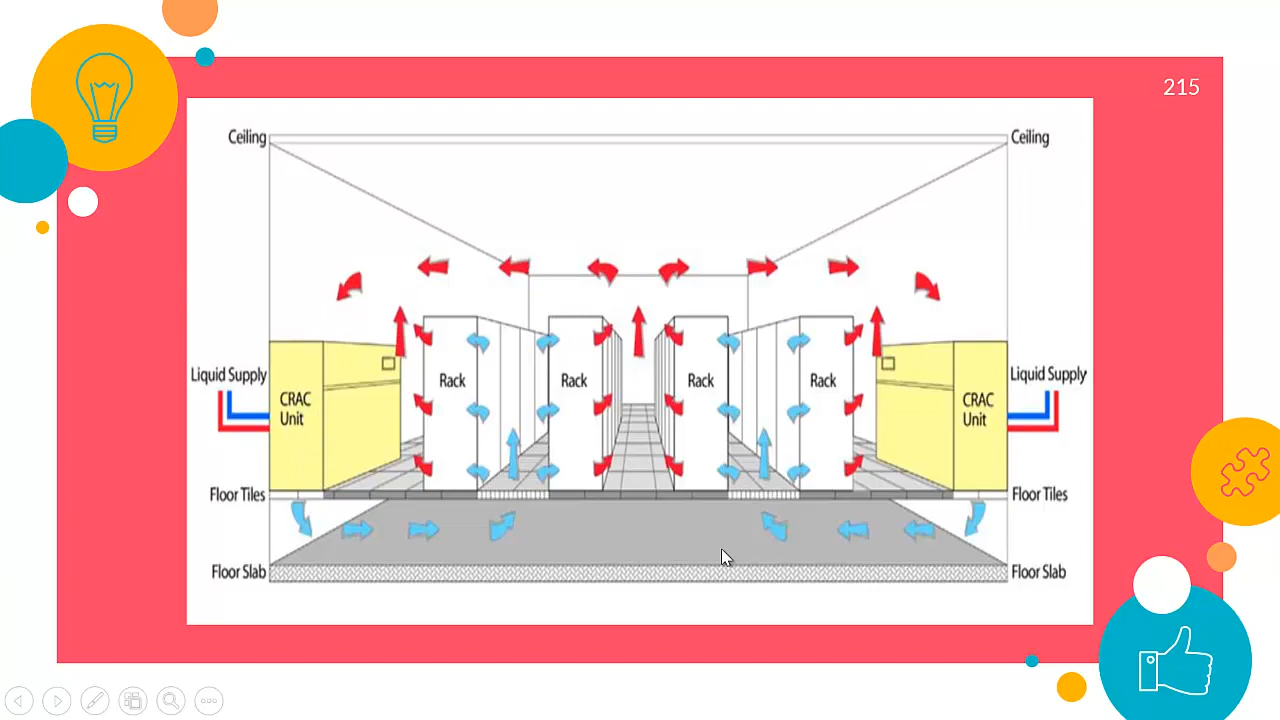 215
Ceiling
Ceiling
Liquid Supply
Liquid Supply
CRAC
Unit
Rack
Rack
Rack
Rack
CRAC
Unit
Floor Tiles
Floor Tiles
Floor Slab
Floor Slab